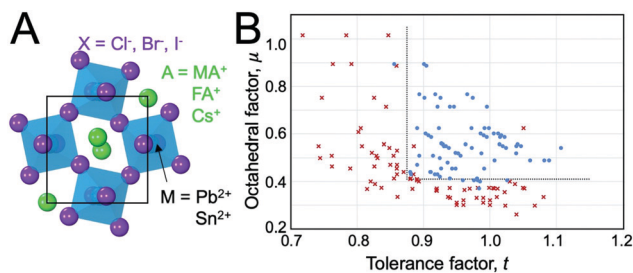 A
X = Cl⁻, Br⁻, I⁻
A = MA⁺
FA⁺
Cs⁺
M = Pb²⁺
Sn²⁺
B
Octahedral factor, μ
1.0
0.8
0.6
0.4
0.2
0.7 0.8 0.9 1.0 1.1 1.2
Tolerance factor, t